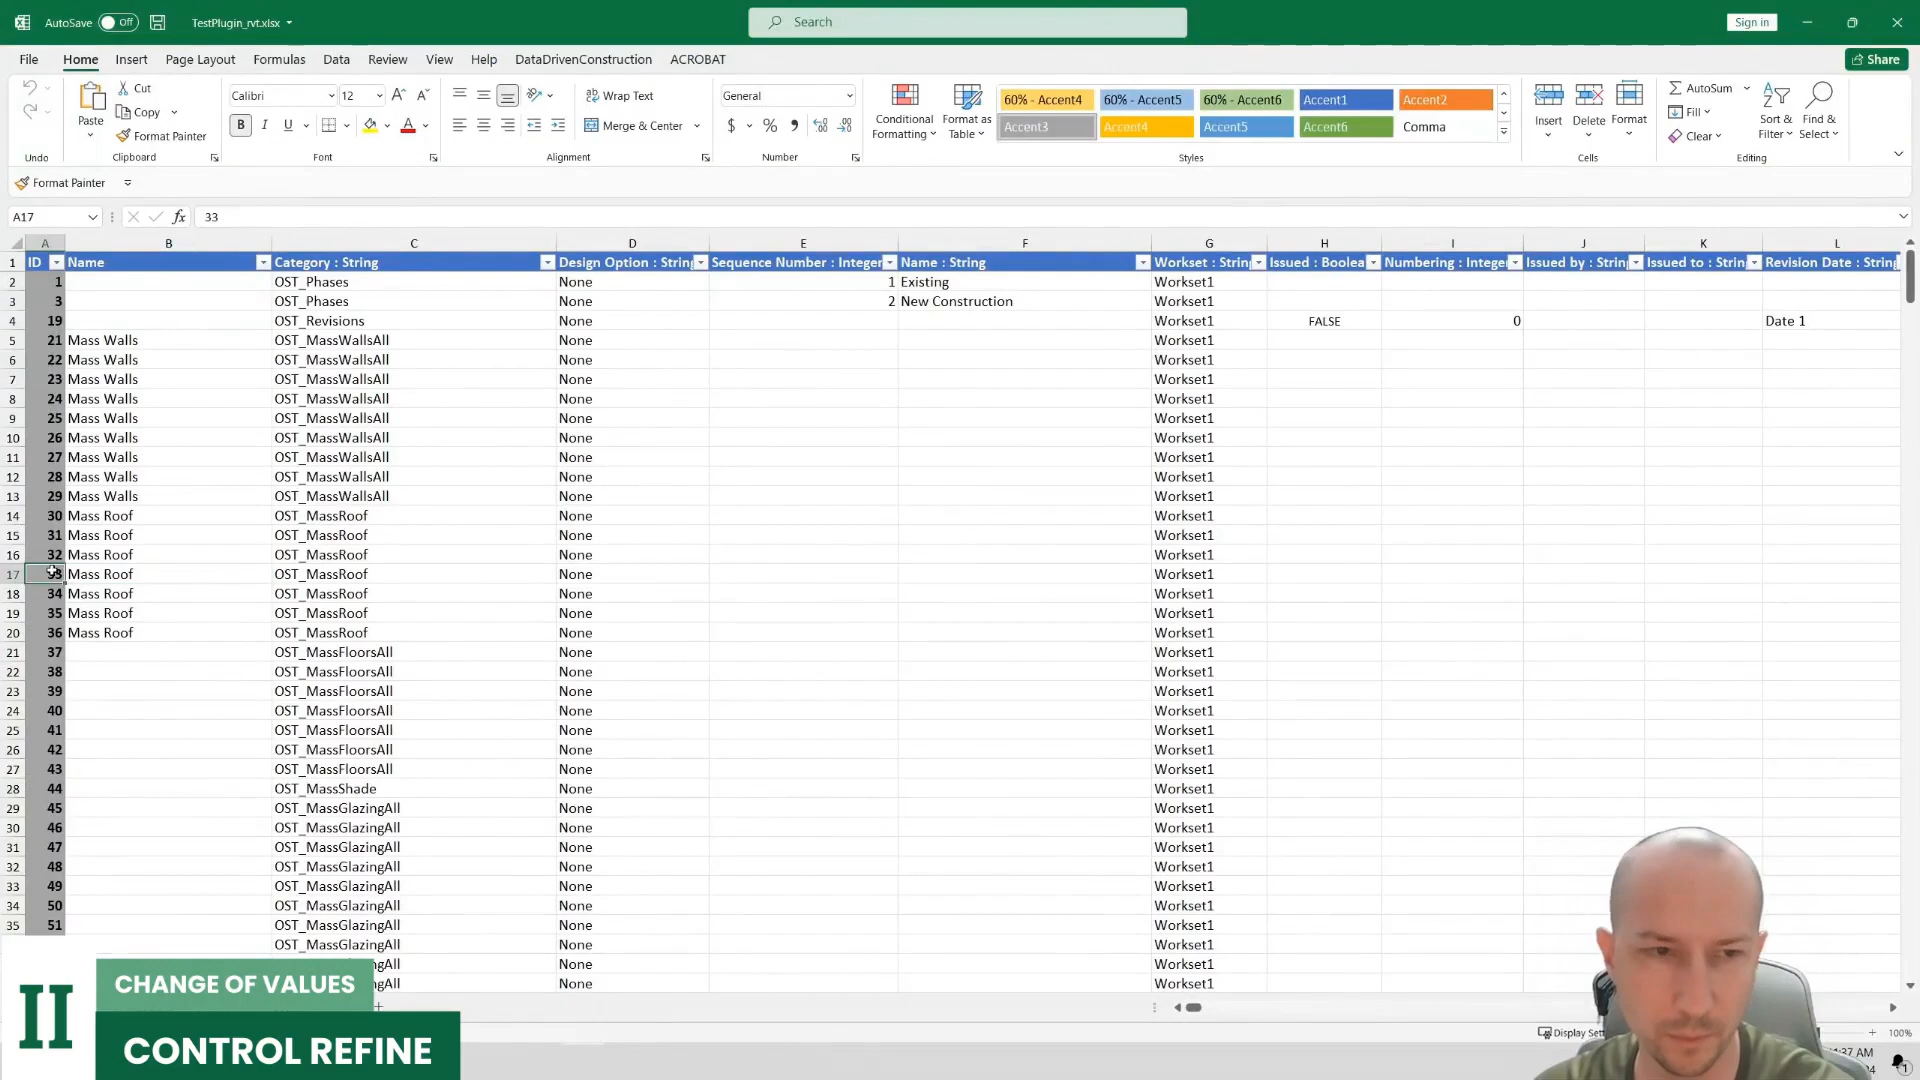 AutoSave Off TestPlugin_rvt.xlsx Search Sign in
File Home Insert Page Layout Formulas Data Review View Help DataDrivenConstruction ACROBAT Share
Undo
Paste
Cut
Copy
Format Painter
Clipboard
Calibri 12
B I U
Font
Wrap Text
Merge & Center
Alignment
General
$ % ,
Number
Conditional Formatting
Format as Table
60% - Accent4 60% - Accent5 60% - Accent6 Accent1 Accent2
Accent3 Accent4 Accent5 Accent6 Comma
Styles
Insert Delete Format
Cells
AutoSum
Fill
Clear
Sort & Filter
Find & Select
Editing
Format Painter
A17 fx 33
A B C D E F G H I J K L
1 ID Name Category : String Design Option : String Sequence Number : Integer Name : String Workset : String Issued : Boolea Numbering : Integer Issued by : String Issued to : String Revision Date : String
2 1 OST_Phases None 1 Existing Workset1
3 3 OST_Phases None 2 New Construction Workset1
4 19 OST_Revisions None Workset1 FALSE 0 Date 1
5 21 Mass Walls OST_MassWallsAll None Workset1
6 22 Mass Walls OST_MassWallsAll None Workset1
7 23 Mass Walls OST_MassWallsAll None Workset1
8 24 Mass Walls OST_MassWallsAll None Workset1
9 25 Mass Walls OST_MassWallsAll None Workset1
10 26 Mass Walls OST_MassWallsAll None Workset1
11 27 Mass Walls OST_MassWallsAll None Workset1
12 28 Mass Walls OST_MassWallsAll None Workset1
13 29 Mass Walls OST_MassWallsAll None Workset1
14 30 Mass Roof OST_MassRoof None Workset1
15 31 Mass Roof OST_MassRoof None Workset1
16 32 Mass Roof OST_MassRoof None Workset1
17 33 Mass Roof OST_MassRoof None Workset1
18 34 Mass Roof OST_MassRoof None Workset1
19 35 Mass Roof OST_MassRoof None Workset1
20 36 Mass Roof OST_MassRoof None Workset1
21 37 OST_MassFloorsAll None Workset1
22 38 OST_MassFloorsAll None Workset1
23 39 OST_MassFloorsAll None Workset1
24 40 OST_MassFloorsAll None Workset1
25 41 OST_MassFloorsAll None Workset1
26 42 OST_MassFloorsAll None Workset1
27 43 OST_MassFloorsAll None Workset1
28 44 OST_MassShade None Workset1
29 45 OST_MassGlazingAll None Workset1
30 46 OST_MassGlazingAll None Workset1
31 47 OST_MassGlazingAll None Workset1
32 48 OST_MassGlazingAll None Workset1
33 49 OST_MassGlazingAll None Workset1
34 50 OST_MassGlazingAll None Workset1
35 51 OST_MassGlazingAll None Workset1
OST_MassGlazingAll None Workset1
gAll None Workset1
gAll None Workset1
II
CHANGE OF VALUES
CONTROL REFINE
Display Set
100%
:37 AM